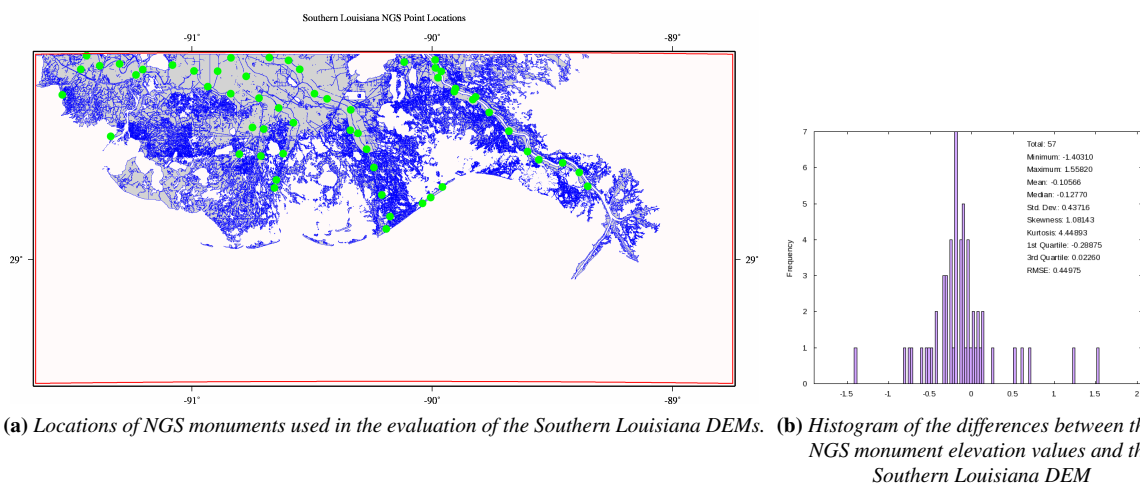 Southern Louisiana NGS Point Locations
-91° -90° -89°
29° 29°
-91° -90° -89°
(a) Locations of NGS monuments used in the evaluation of the Southern Louisiana DEMs.
7
6
5
4
3
2
1
0
Frequency
-1.5 -1 -0.5 0 0.5 1 1.5 2
Total: 57
Minimum: -1.40310
Maximum: 1.55820
Mean: -0.10566
Median: -0.12770
Std. Dev.: 0.43716
Skewness: 1.08143
Kurtosis: 4.44893
1st Quartile: -0.28875
3rd Quartile: 0.02260
RMSE: 0.44975
(b) Histogram of the differences between th
NGS monument elevation values and th
Southern Louisiana DEM